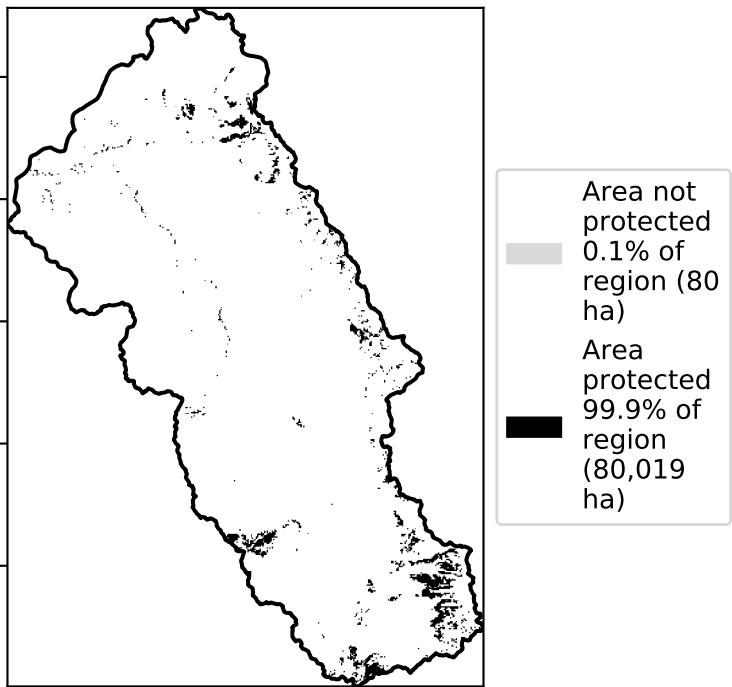 Area not
protected
0.1% of
region (80
ha)
Area
protected
99.9% of
region
(80,019
ha)